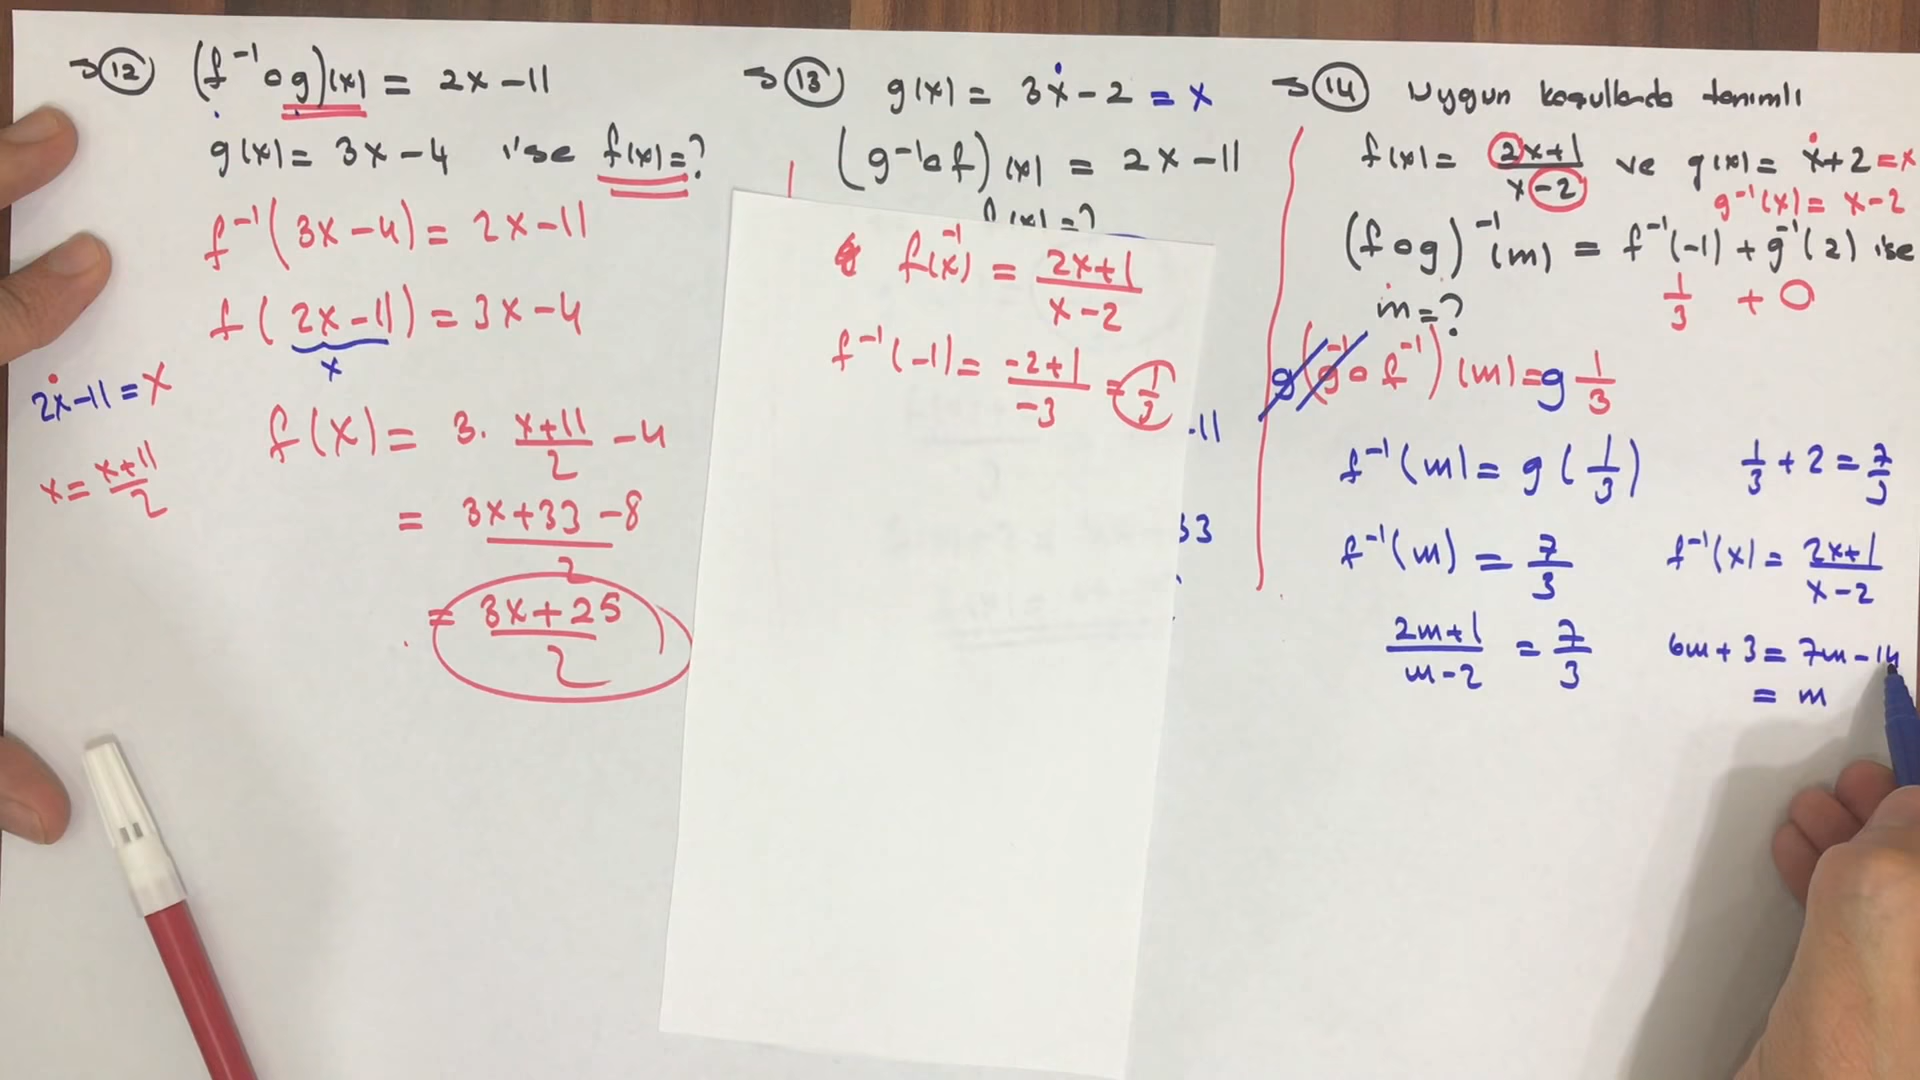 → 12 (f⁻¹og)(x) = 2x-11
g(x) = 3x-4 i'se f(x)=?
f⁻¹(3x-4) = 2x-11
f(2x-11) = 3x-4
x
2x-11 = x
x = x+11/2
f(x) = 3. x+11/2 -4
= 3x+33-8/2
= 3x+25/2
→ 13 g(x) = 3x-2 = x
(g⁻¹of)(x) = 2x-11
f(x)=?
f⁻¹(x) = 2x+1/x-2
f⁻¹(-1) = -2+1/-3 = 1/3
-11
33
→ 14 Uygun koşullarda tanımlı
f(x) = 2x+1/x-2 ve g(x) = x+2 = x
g⁻¹(x) = x-2
(fog)⁻¹(m) = f⁻¹(-1) + g⁻¹(2) ise
1/3 + 0
m=?
g(g⁻¹of⁻¹)(m) = g 1/3
f⁻¹(m) = g(1/3) 1/3 + 2 = 7/3
f⁻¹(m) = 7/3 f⁻¹(x) = 2x+1/x-2
2m+1/m-2 = 7/3 6m+3 = 7m-14
= m